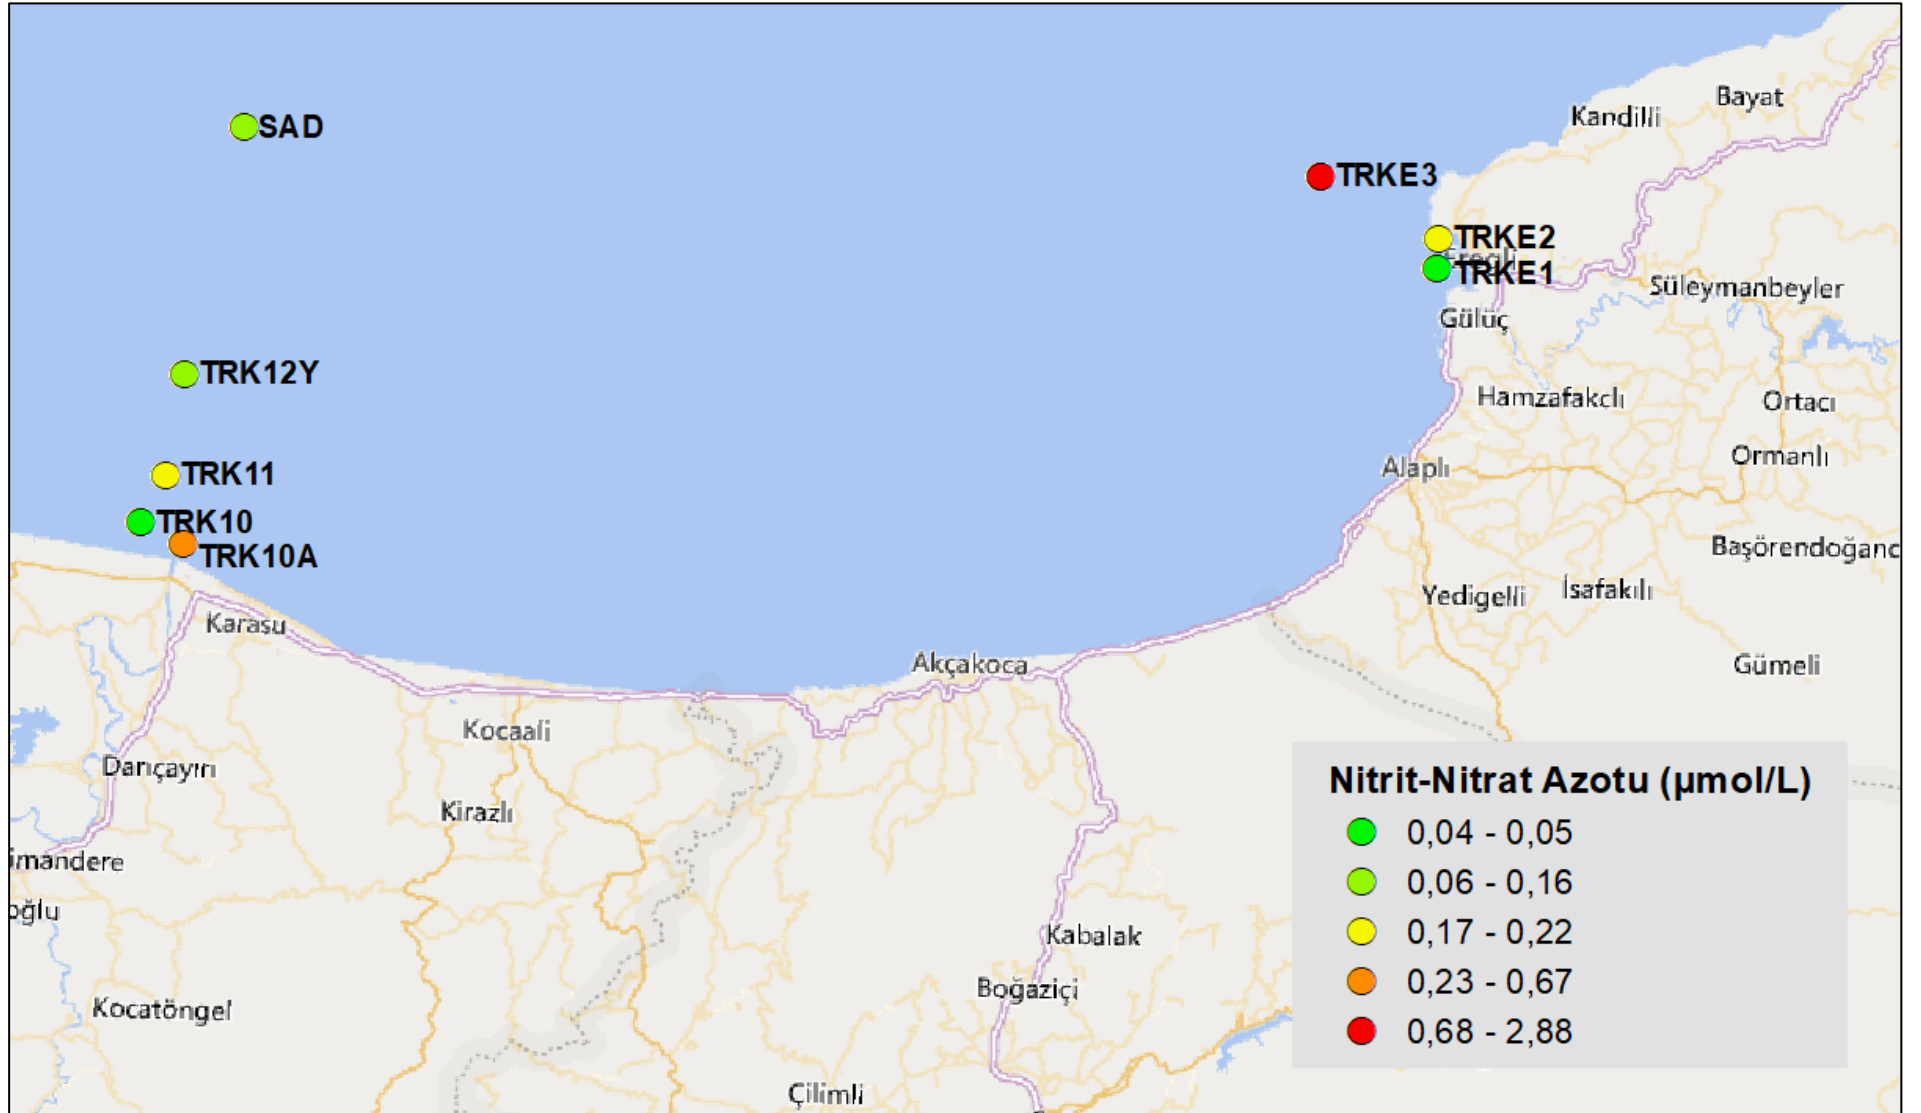 Bayat
Kandilli
SAD
TRKE3
TRKE2
Ereğli
TRKE1
Süleymanbeyler
Gülüç
TRK12Y
Hamzafakclı
Ortacı
Ormanlı
Alaplı
TRK11
TRK10
TRK10A
Başörendoğanc
İsafakılı
Yedigelli
Karasu
Akçakoca
Gümeli
Kocaali
Darıçayırı
Kirazlı
imandere
oğlu
Kabalak
Boğaziçi
Kocatöngel
Çilimli
Nitrit-Nitrat Azotu (µmol/L)
0,04 - 0,05
0,06 - 0,16
0,17 - 0,22
0,23 - 0,67
0,68 - 2,88